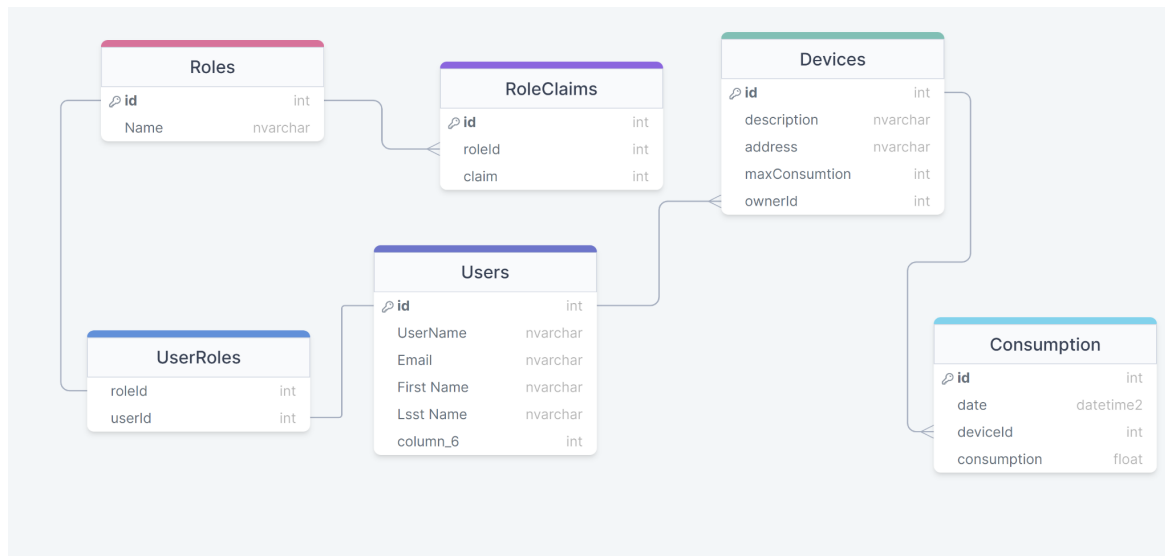 Roles
id int
Name nvarchar
RoleClaims
id int
roleId int
claim int
Devices
id int
description nvarchar
address nvarchar
maxConsumtion int
ownerId int
Users
id int
UserName nvarchar
Email nvarchar
First Name nvarchar
Lsst Name nvarchar
column_6 int
UserRoles
roleId int
userId int
Consumption
id int
date datetime2
deviceId int
consumption float